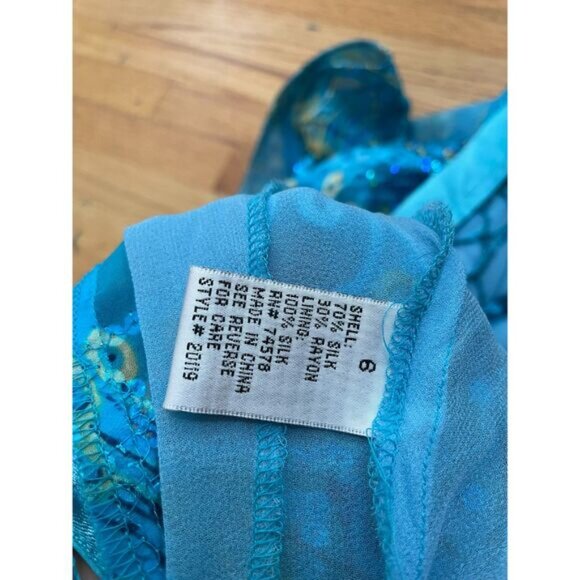 6
SHELL:
70% SILK
30% RAYON
LINING:
100% SILK
RN# 74578
MADE IN CHINA
SEE REVERSE
FOR CARE
STYLE# 20119